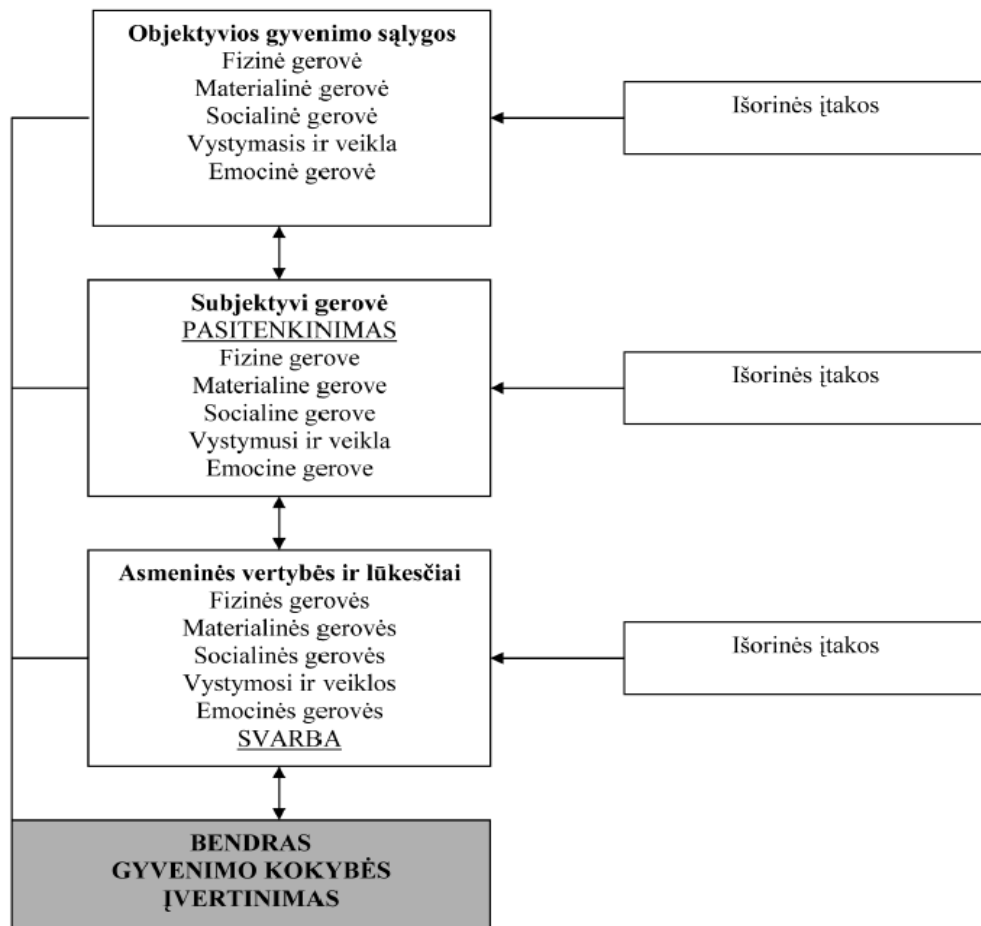 Objektyvios gyvenimo sąlygos
Fizinė gerovė
Materialinė gerovė
Socialinė gerovė
Vystymasis ir veikla
Emocinė gerovė
Išorinės įtakos
Subjektyvi gerovė
PASITENKINIMAS
Fizine gerove
Materialine gerove
Socialine gerove
Vystymusi ir veikla
Emocine gerove
Išorinės įtakos
Asmeninės vertybės ir lūkesčiai
Fizinės gerovės
Materialinės gerovės
Socialinės gerovės
Vystymosi ir veiklos
Emocinės gerovės
SVARBA
Išorinės įtakos
BENDRAS
GYVENIMO KOKYBĖS
ĮVERTINIMAS